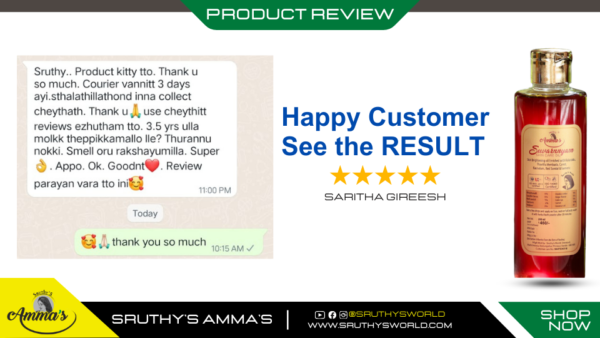 PRODUCT REVIEW
Sruthy.. Product kitty tto. Thank u
so much. Courier vannitt 3 days
ayi.sthalathillathond inna collect
cheythath. Thank u🙏use cheythitt
reviews ezhutham tto. 3.5 yrs ulla
molkk theppikkamallo lle? Thurannu
nokki. Smell oru rakshayumilla. Super
👌. Appo. Ok. Goodnt❤️. Review
parayan vara tto ini🥰
11:00 PM
Today
🥰🙏thank you so much
10:15 AM ✓
Happy Customer
See the RESULT
SARITHA GIREESH
Amma's
Suvarnayam
Amma's
SRUTHY'S AMMA'S
@SRUTHYSWORLD
WWW.SRUTHYSWORLD.COM
SHOP
NOW